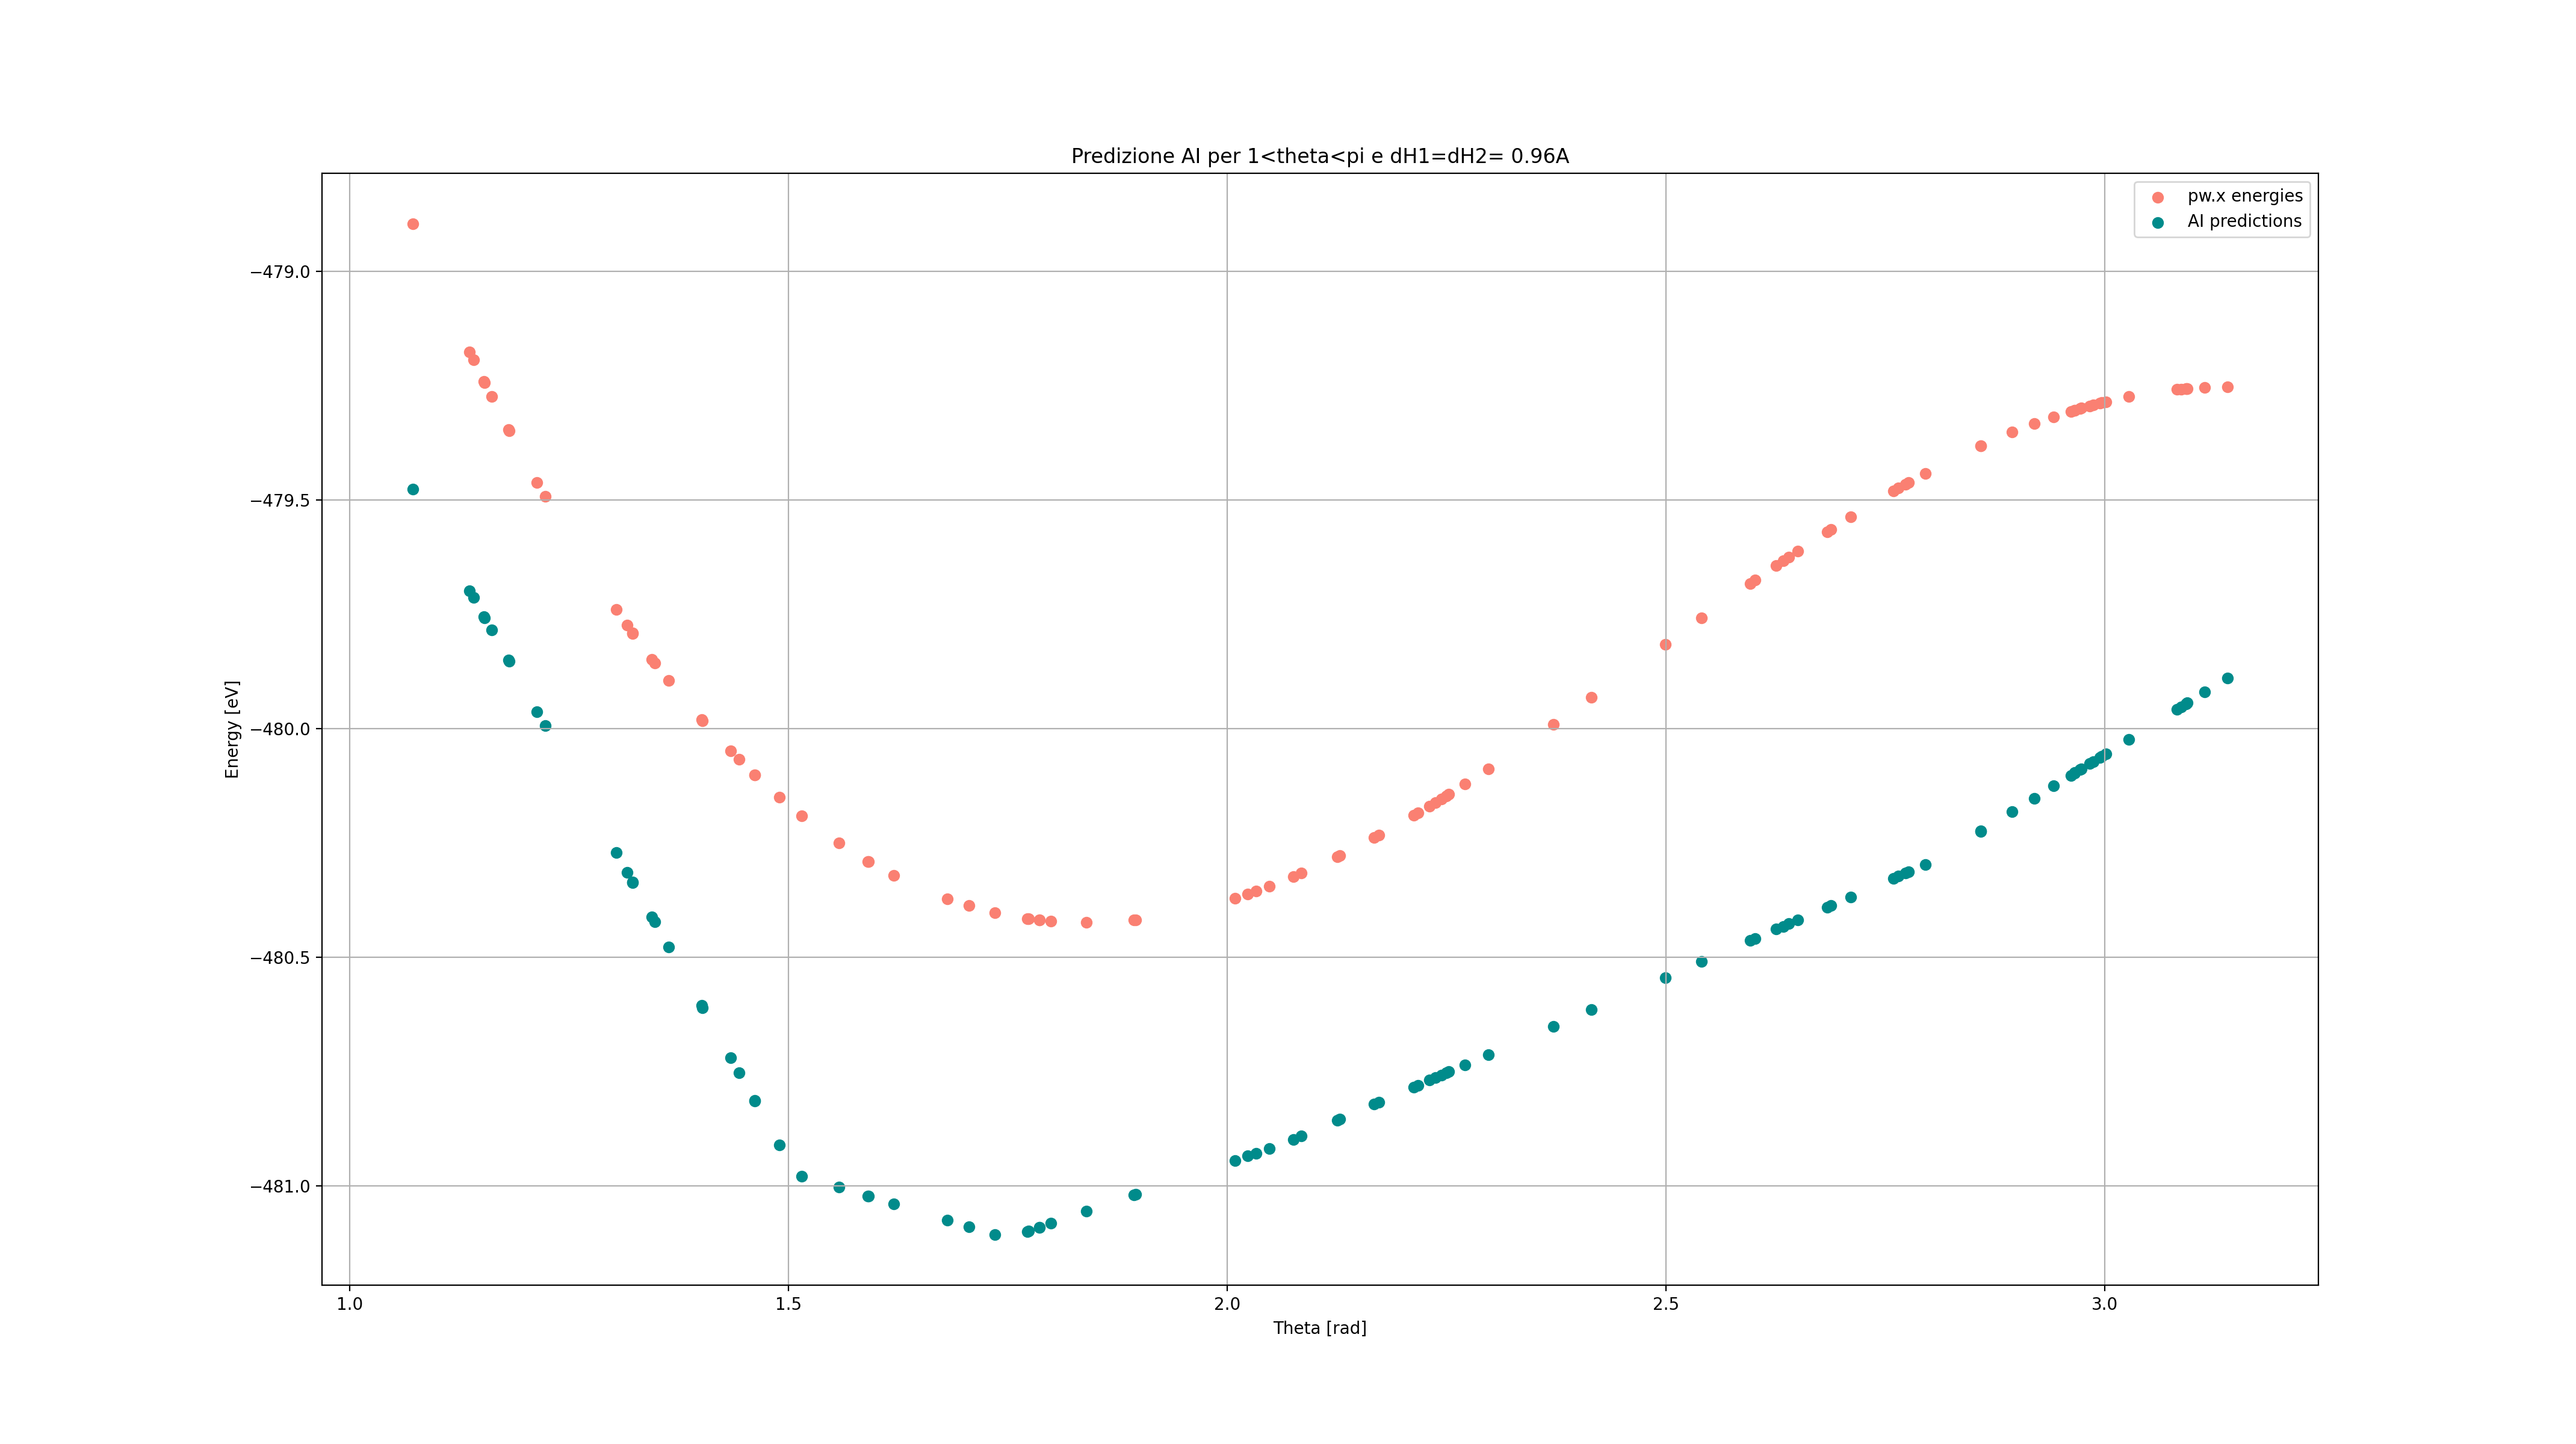 Predizione AI per 1<theta<pi e dH1=dH2= 0.96A
pw.x energies
AI predictions
−479.0
−479.5
−480.0
−480.5
−481.0
Energy [eV]
1.0 1.5 2.0 2.5 3.0
Theta [rad]